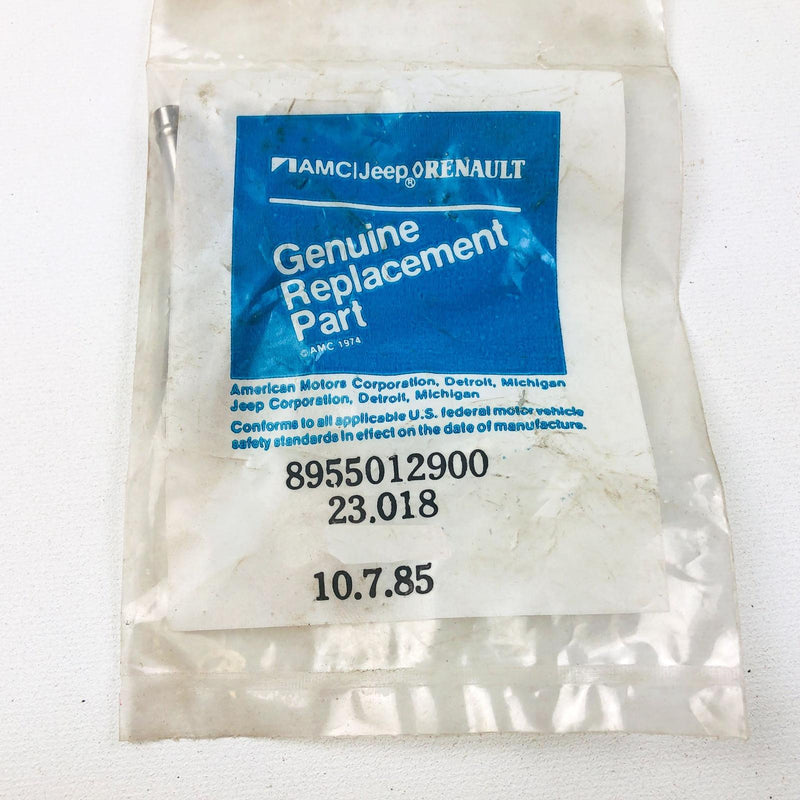 AMC|Jeep® RENAULT
Genuine
Replacement
Part
© AMC 1974
American Motors Corporation, Detroit, Michigan
Jeep Corporation, Detroit, Michigan
Conforms to all applicable U.S. federal motor vehicle
safety standards in effect on the date of manufacture.
8955012900
23.018
10.7.85